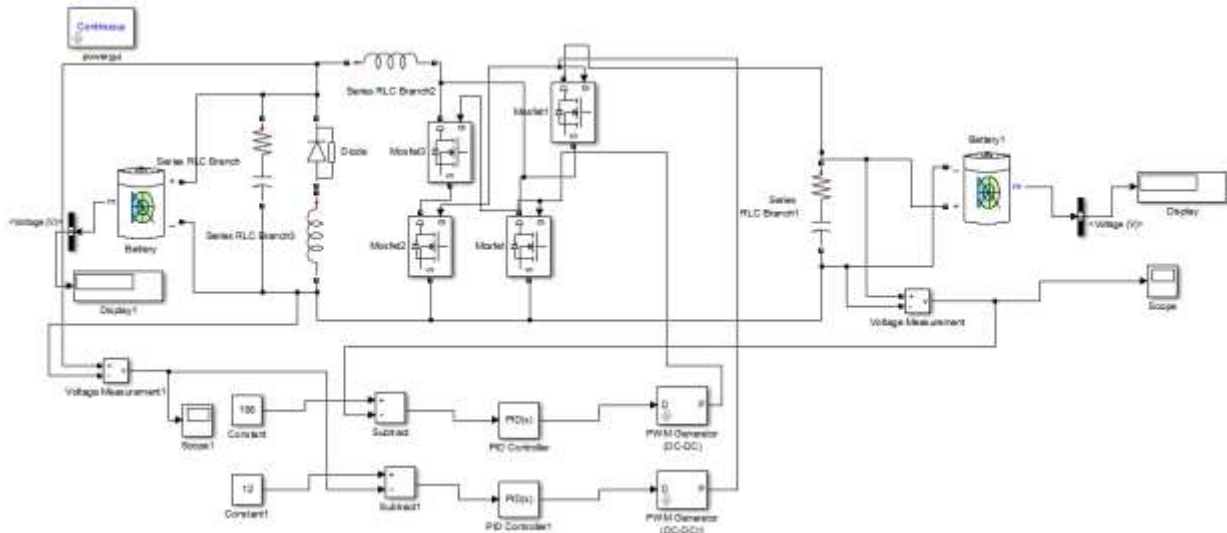 Continuous
powergui
Series RLC Branch2
Mosfet1
Mosfet3
Diode
Series RLC Branch
Battery1
Series
RLC Branch1
Display
<Voltage (V)>
<Voltage (V)>
Battery
Series RLC Branch3
Mosfet2
Mosfet
Display1
Voltage Measurement
Scope
Voltage Measurement1
Scope1
Constant
Subtract
PID(s)
PID Controller
D
P
PWM Generator
(DC-DC)
12
Constant1
Subtract1
PID(s)
PID Controller1
D
P
PWM Generator
(DC-DC)1